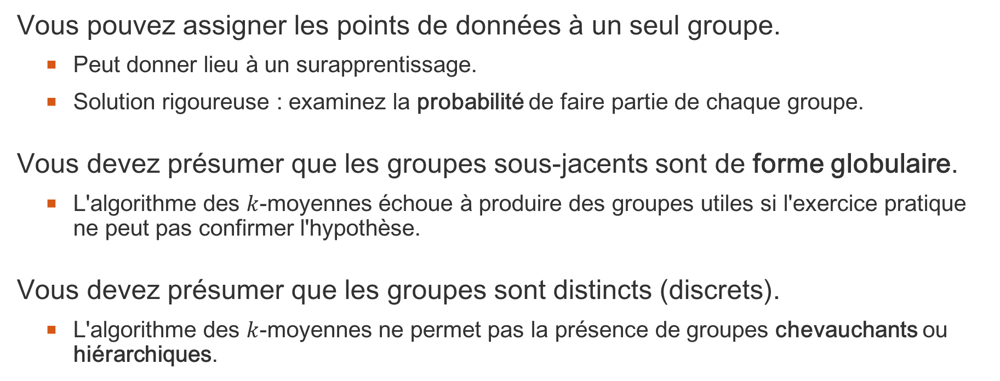 Vous pouvez assigner les points de données à un seul groupe.
▪ Peut donner lieu à un surapprentissage.
▪ Solution rigoureuse : examinez la probabilité de faire partie de chaque groupe.
Vous devez présumer que les groupes sous-jacents sont de forme globulaire.
▪ L'algorithme des k-moyennes échoue à produire des groupes utiles si l'exercice pratique
ne peut pas confirmer l'hypothèse.
Vous devez présumer que les groupes sont distincts (discrets).
▪ L'algorithme des k-moyennes ne permet pas la présence de groupes chevauchants ou
hiérarchiques.